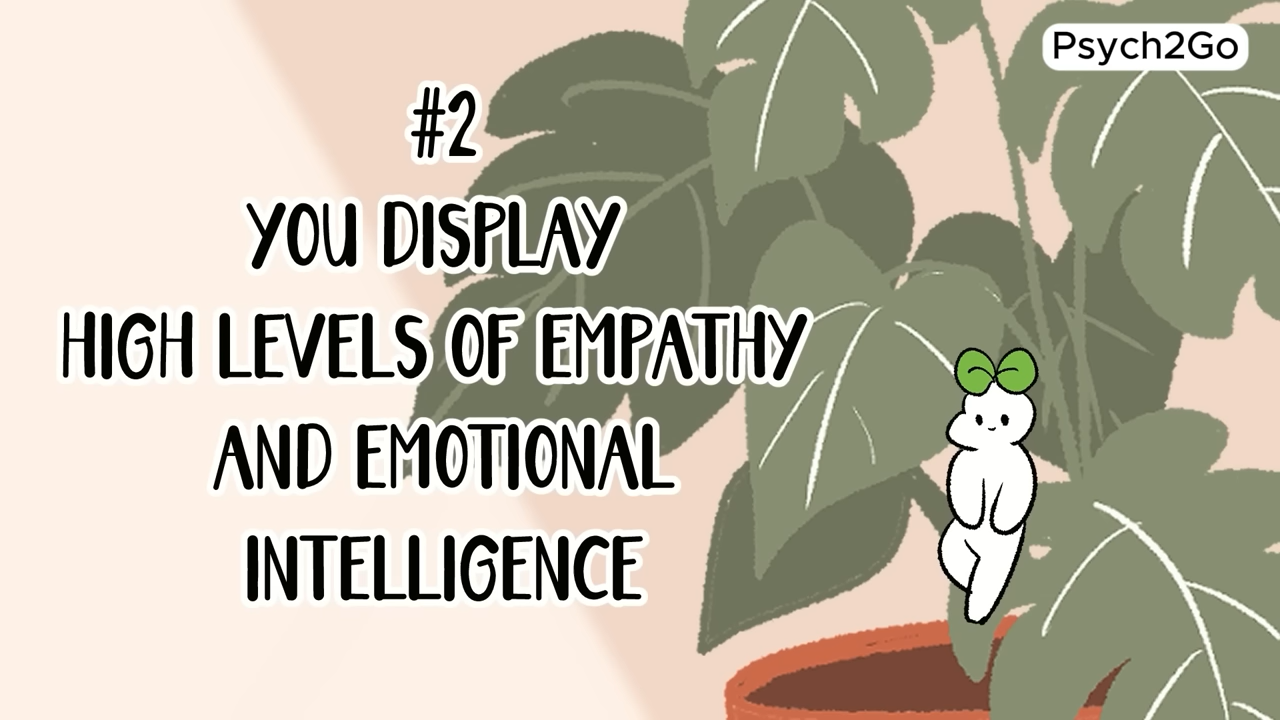 Psych2Go
#2
YOU DISPLAY
HIGH LEVELS OF EMPATHY
AND EMOTIONAL
INTELLIGENCE